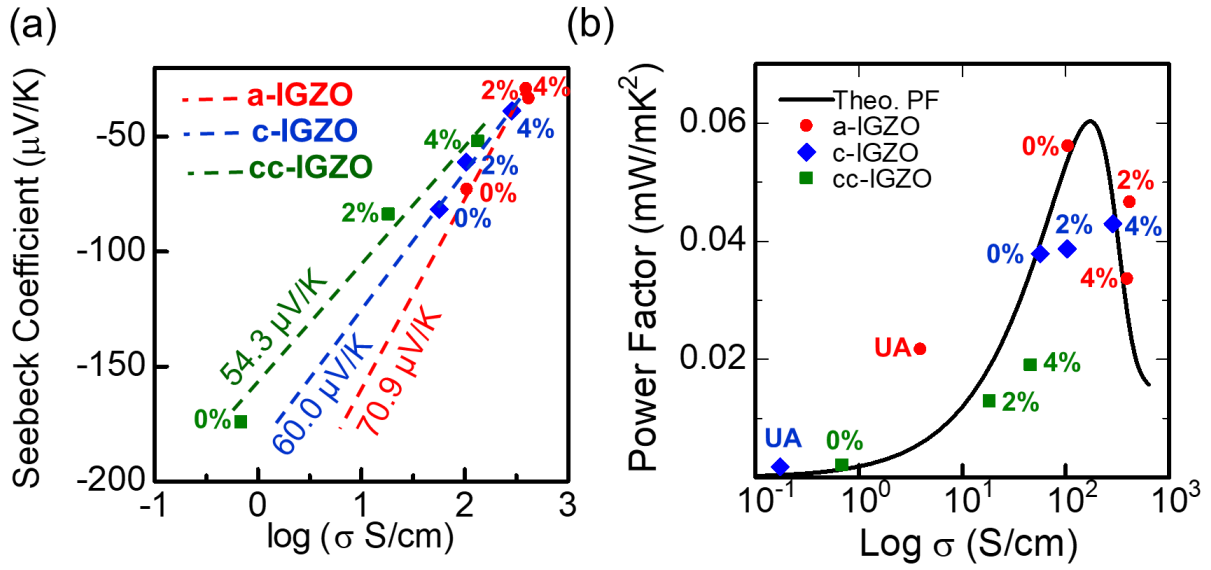 (a)
Seebeck Coefficient (μV/K)
-50
-100
-150
-200
a-IGZO
c-IGZO
cc-IGZO
2%
4%
4%
4%
2%
0%
2%
0%
0%
54.3 μV/K
60.0 μV/K
70.9 μV/K
-1
0
1
2
3
log (σ S/cm)
(b)
Power Factor (mW/mK²)
0.06
0.04
0.02
Theo. PF
a-IGZO
c-IGZO
cc-IGZO
0%
2%
2%
4%
0%
4%
UA
4%
2%
UA
0%
10⁻¹
10⁰
10¹
10²
10³
Log σ (S/cm)